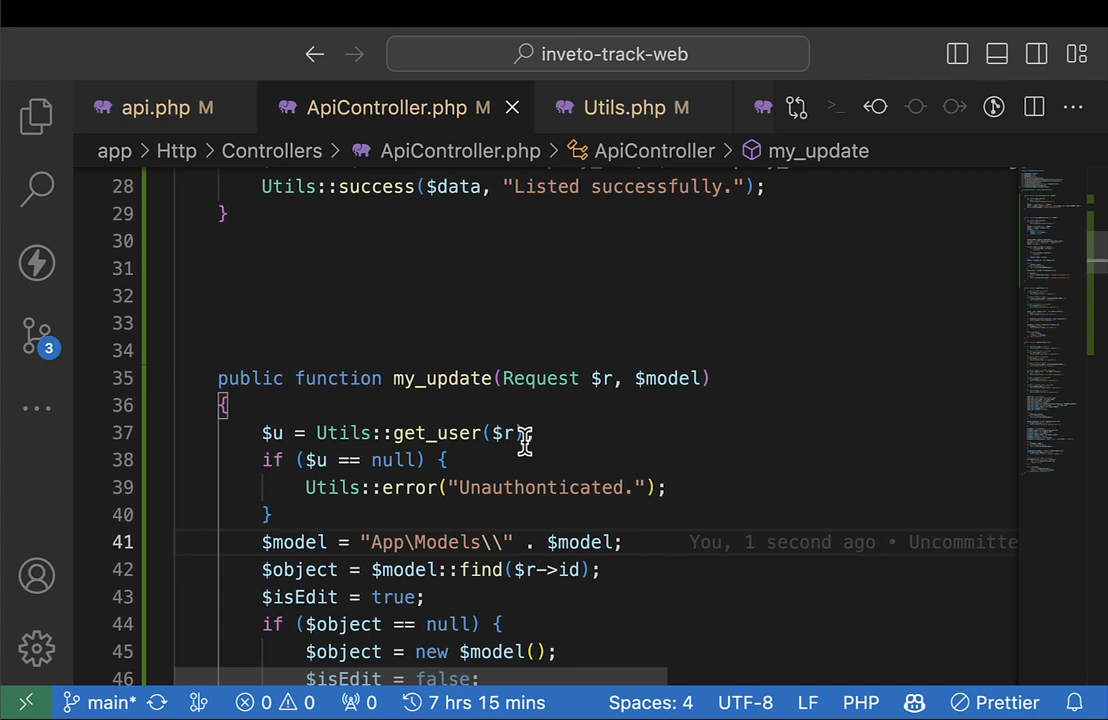 inveto-track-web
api.php M
ApiController.php M
Utils.php M
app > Http > Controllers > ApiController.php > ApiController > my_update
28 Utils::success($data, "Listed successfully.");
29 }
30
31
32
33
34
35 public function my_update(Request $r, $model)
36 {
37 $u = Utils::get_user($r);
38 if ($u == null) {
39 Utils::error("Unauthonticated.");
40 }
41 $model = "App\Models\\" . $model; You, 1 second ago • Uncommitte
42 $object = $model::find($r->id);
43 $isEdit = true;
44 if ($object == null) {
45 $object = new $model();
46 $isEdit = false;
3
main* 0 0 0 7 hr 15 mins Spaces: 4 UTF-8 LF PHP Prettier